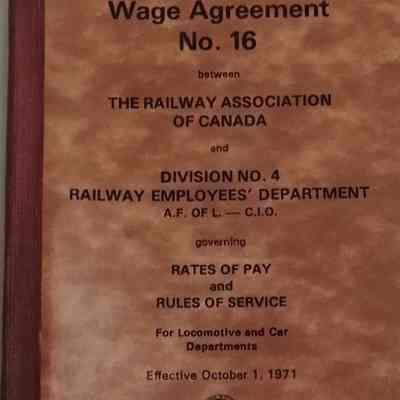 Wage Agreement
No. 16
between
THE RAILWAY ASSOCIATION
OF CANADA
and
DIVISION NO. 4
RAILWAY EMPLOYEES' DEPARTMENT
A.F. OF L. — C.I.O.
governing
RATES OF PAY
and
RULES OF SERVICE
For Locomotive and Car
Departments
Effective October 1, 1971